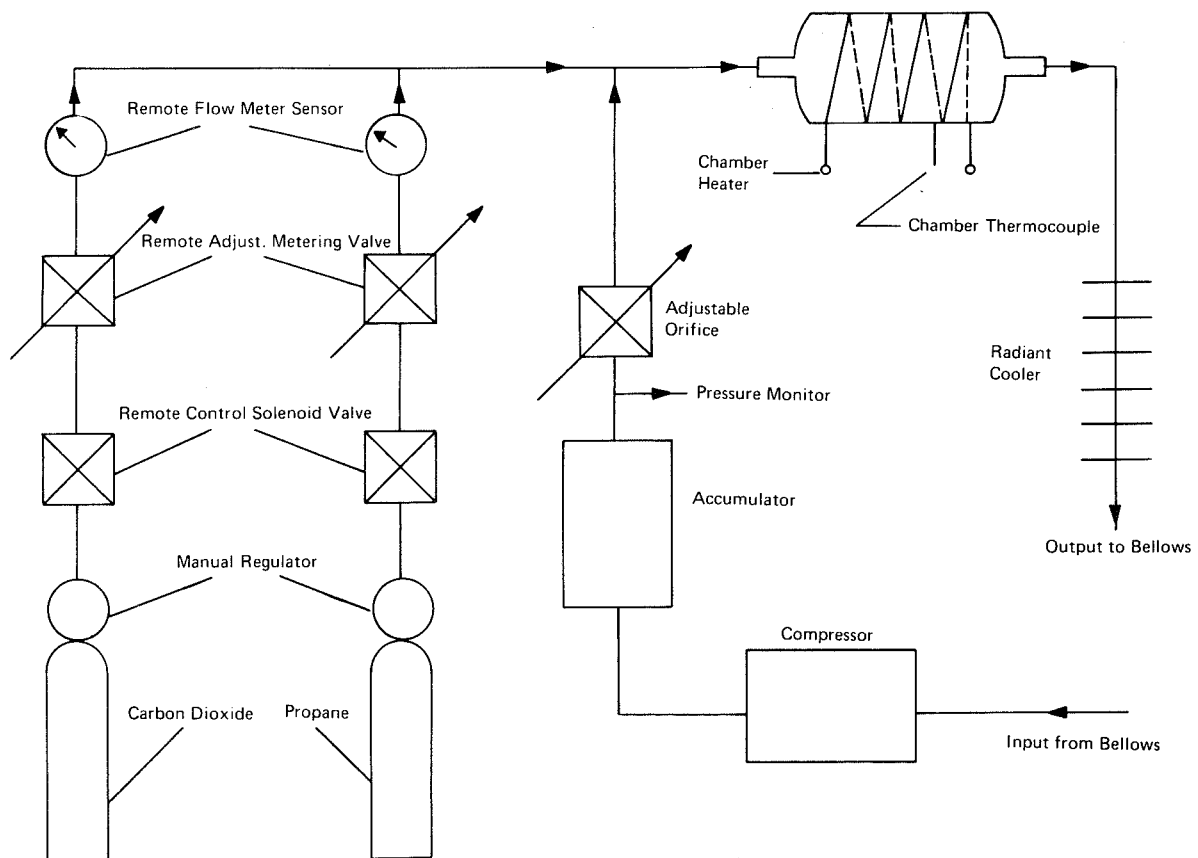 Remote Flow Meter Sensor
Chamber
Heater
Chamber Thermocouple
Remote Adjust. Metering Valve
Adjustable
Orifice
Radiant
Cooler
Pressure Monitor
Remote Control Solenoid Valve
Accumulator
Output to Bellows
Manual Regulator
Compressor
Carbon Dioxide
Propane
Input from Bellows